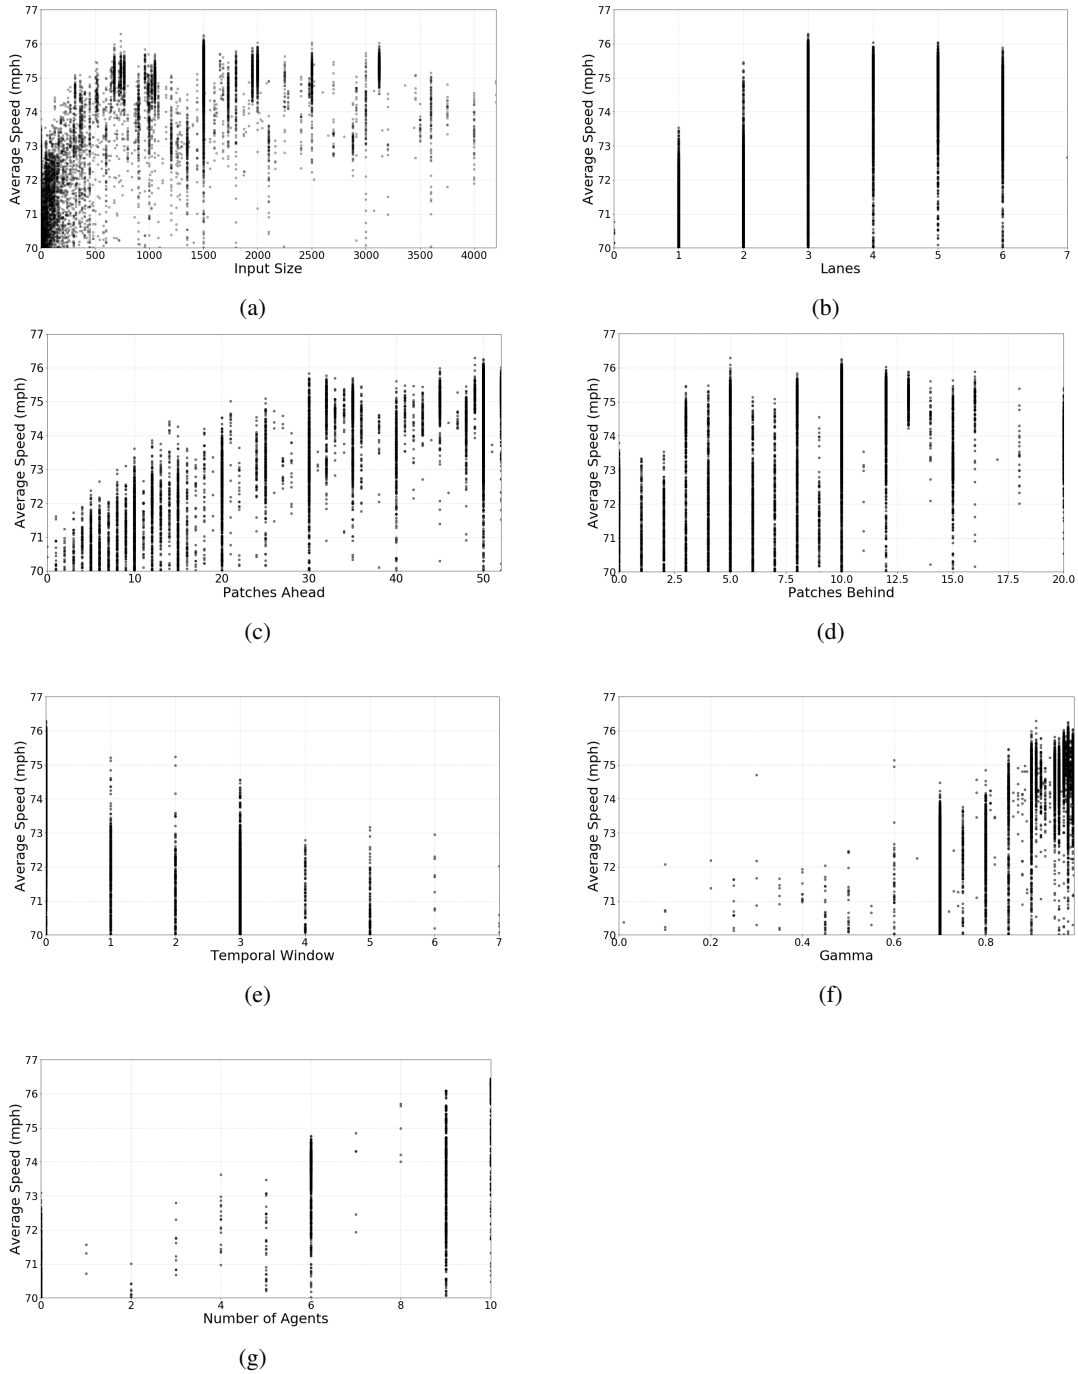 77
76
75
74
73
72
71
70
Average Speed (mph)
0 500 1000 1500 2000 2500 3000 3500 4000
Input Size
(a)
77
76
75
74
73
72
71
70
Average Speed (mph)
0 1 2 3 4 5 6 7
Lanes
(b)
77
76
75
74
73
72
71
70
Average Speed (mph)
0 10 20 30 40 50
Patches Ahead
(c)
77
76
75
74
73
72
71
70
Average Speed (mph)
0.0 2.5 5.0 7.5 10.0 12.5 15.0 17.5 20.0
Patches Behind
(d)
77
76
75
74
73
72
71
70
Average Speed (mph)
0 1 2 3 4 5 6 7
Temporal Window
(e)
77
76
75
74
73
72
71
70
Average Speed (mph)
0.0 0.2 0.4 0.6 0.8
Gamma
(f)
77
76
75
74
73
72
71
70
Average Speed (mph)
0 2 4 6 8 10
Number of Agents
(g)